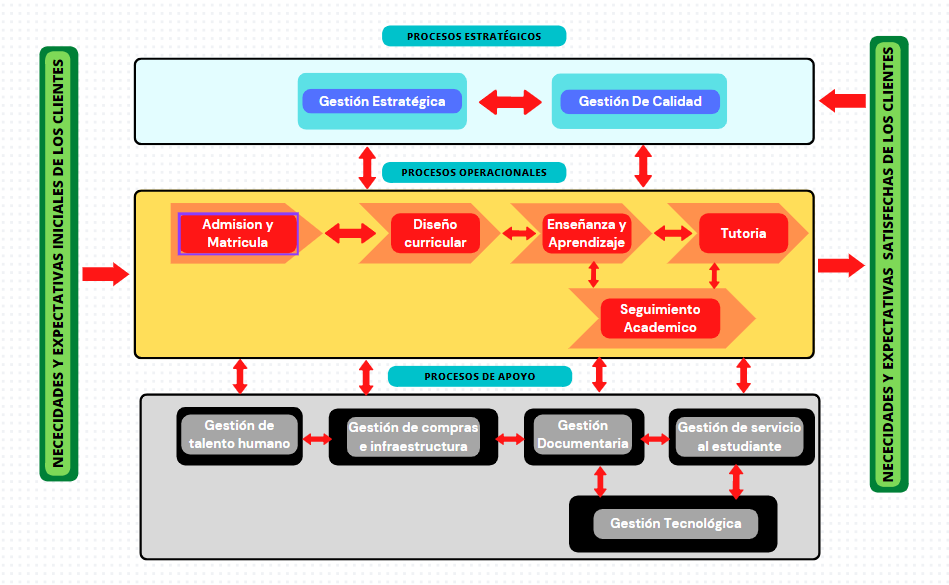 PROCESOS ESTRATÉGICOS
NECECIDADES Y EXPECTATIVAS INICIALES DE LOS CLIENTES
Gestión Estratégica
Gestión De Calidad
NECECIDADES Y EXPECTATIVAS SATISFECHAS DE LOS CLIENTES
PROCESOS OPERACIONALES
Admision y
Matricula
Diseño
curricular
Enseñanza y
Aprendizaje
Tutoria
Seguimiento
Academico
PROCESOS DE APOYO
Gestión de
talento humano
Gestión de compras
e infraestructura
Gestión
Documentaria
Gestión de servicio
al estudiante
Gestión Tecnológica